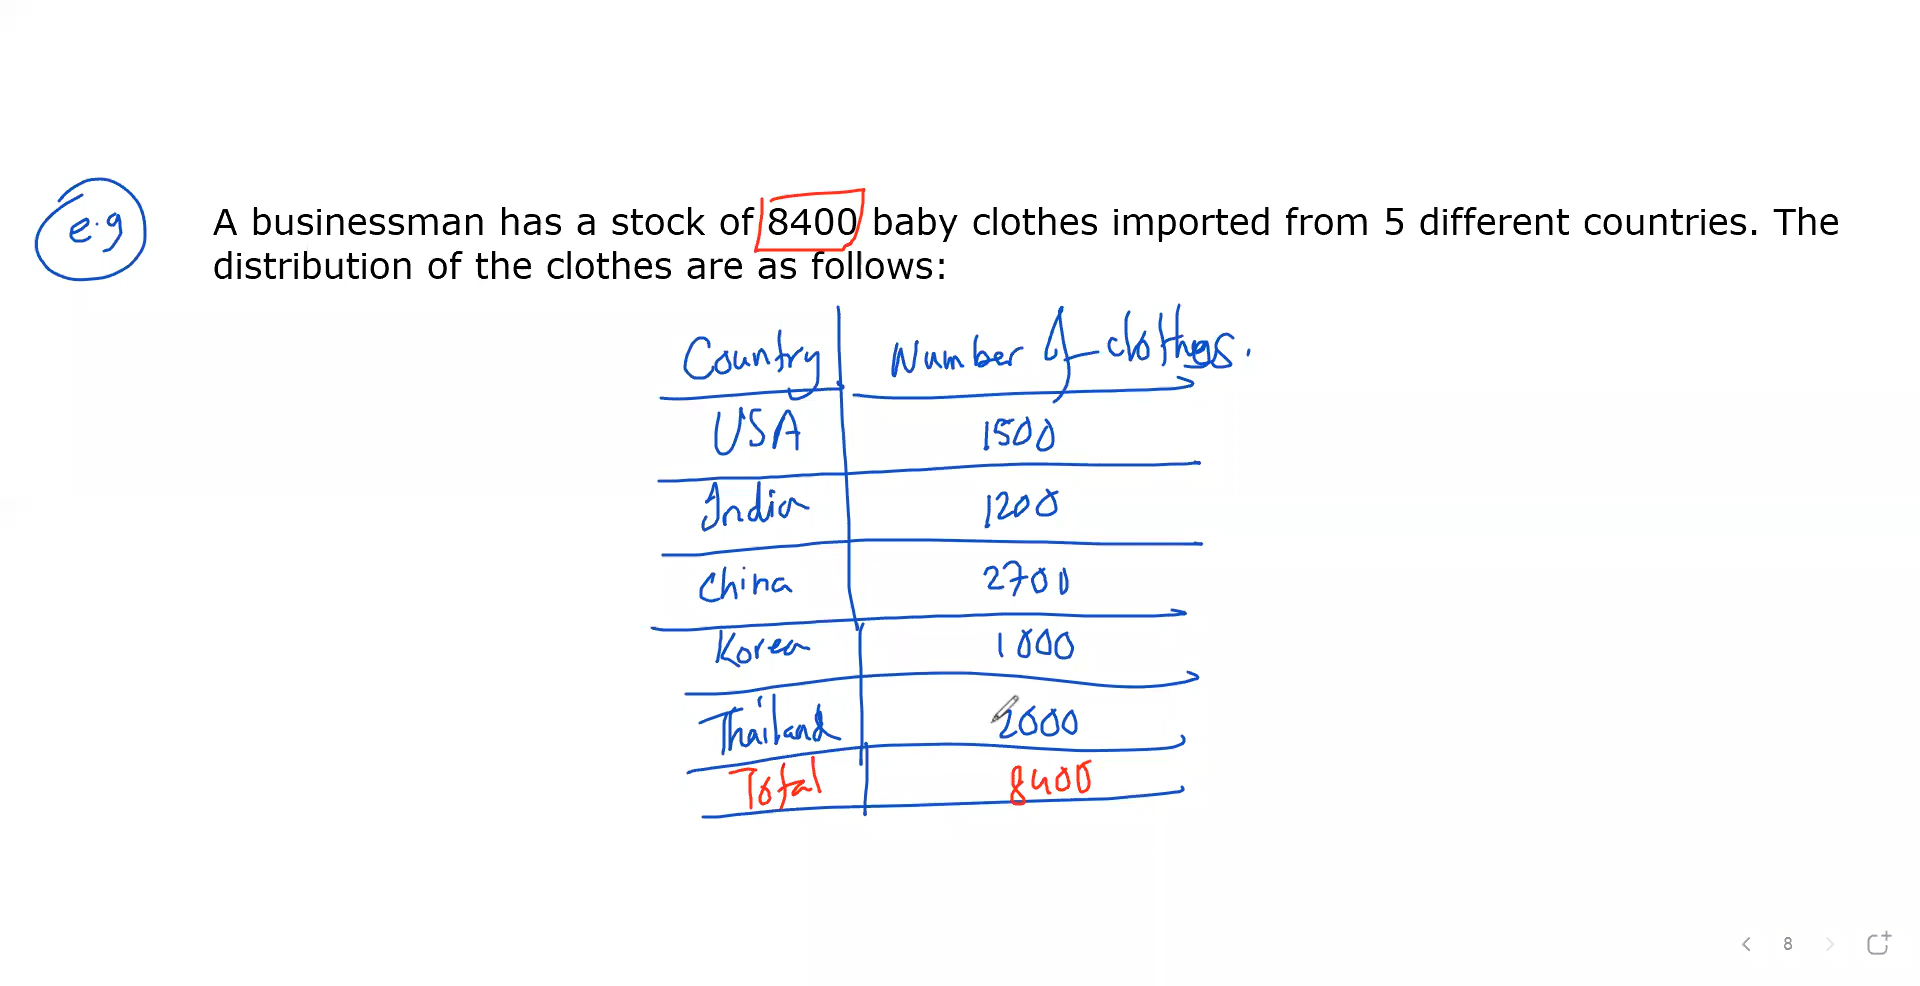 e.g
A businessman has a stock of 8400 baby clothes imported from 5 different countries. The
distribution of the clothes are as follows:
Country Number of clothes.
USA 1500
India 1200
China 2700
Korea 1000
Thailand 2000
Total 8400
8